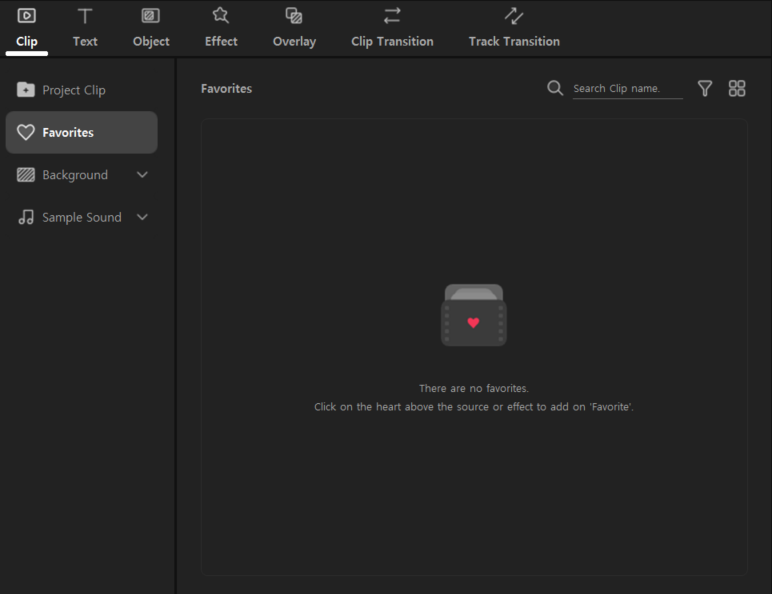 Clip
Text
Object
Effect
Overlay
Clip Transition
Track Transition
Project Clip
Favorites
Background
Sample Sound
Favorites
Search Clip name.
There are no favorites.
Click on the heart above the source or effect to add on 'Favorite'.